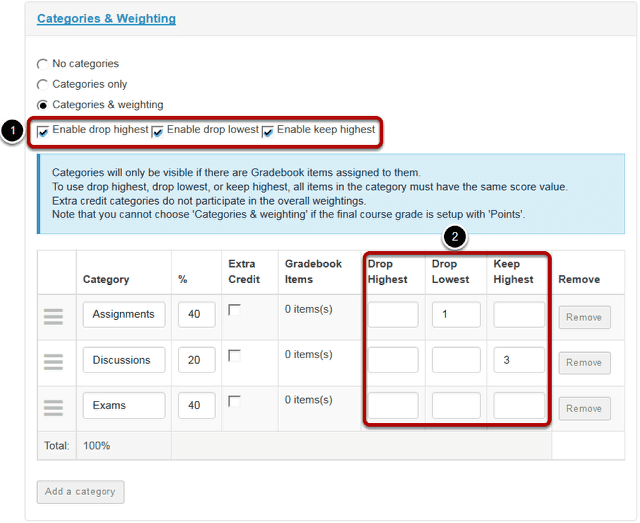 Categories & Weighting
No categories
Categories only
Categories & weighting
1
Enable drop highest Enable drop lowest Enable keep highest
Categories will only be visible if there are Gradebook items assigned to them.
To use drop highest, drop lowest, or keep highest, all items in the category must have the same score value.
Extra credit categories do not participate in the overall weightings.
Note that you cannot choose 'Categories & weighting' if the final course grade is setup with 'Points'.
2
Category % Extra Credit Gradebook Items Drop Highest Drop Lowest Keep Highest Remove
Assignments 40 0 items(s) 1 Remove
Discussions 20 0 items(s) 3 Remove
Exams 40 0 items(s) Remove
Total: 100%
Add a category